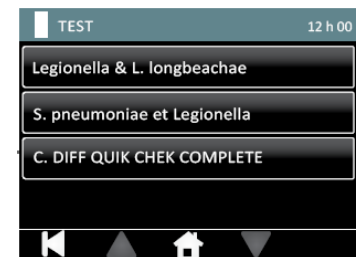 TEST 12 h 00
Legionella & L. longbeachae
S. pneumoniae et Legionella
C. DIFF QUIK CHEK COMPLETE